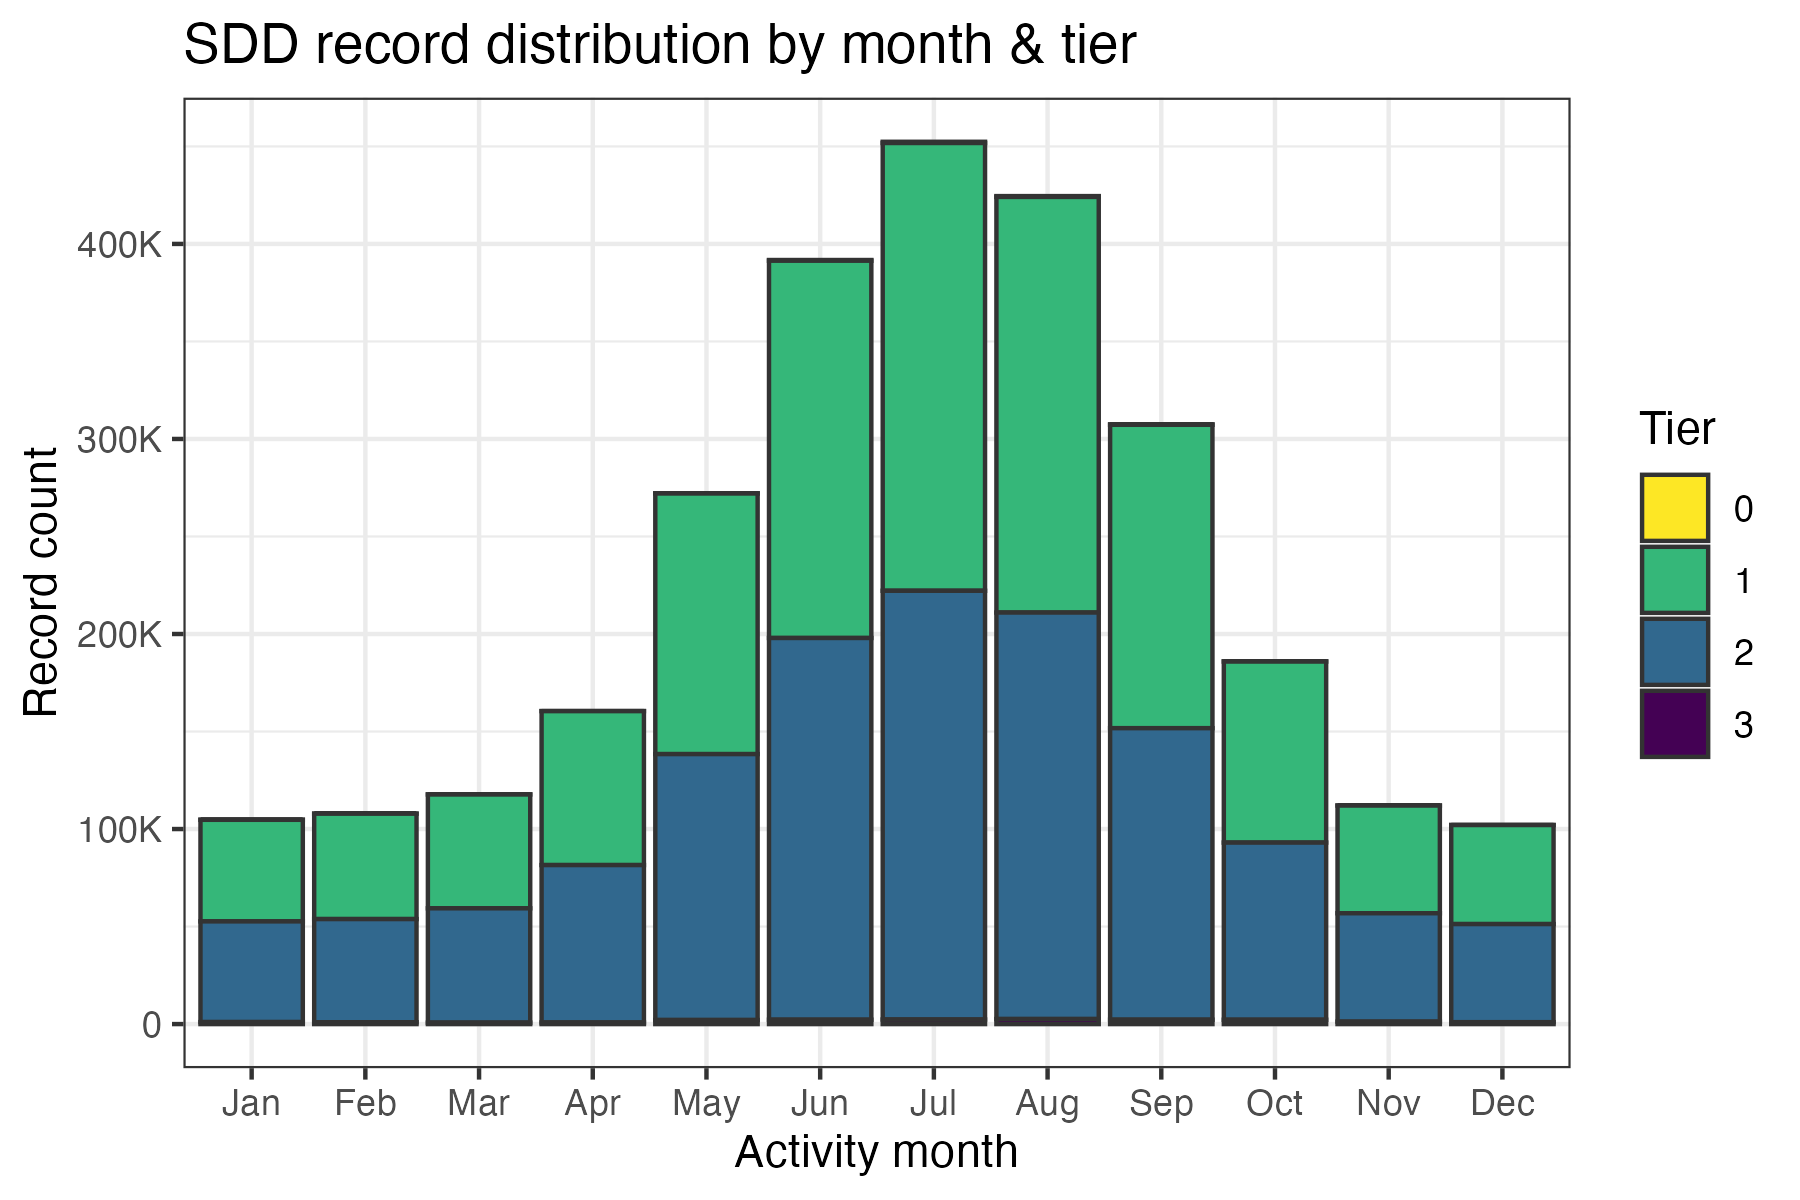 SDD record distribution by month & tier
Record count
400K
300K
200K
100K
0
Jan Feb Mar Apr May Jun Jul Aug Sep Oct Nov Dec
Activity month
Tier
0
1
2
3